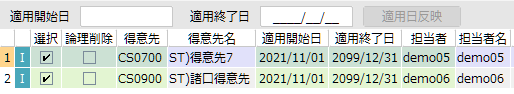 適用開始日 適用終了日 ____/__/__ 適用日反映
選択 論理削除 得意先 得意先名 適用開始日 適用終了日 担当者 担当者名
1 I CS0700 ST)得意先7 2021/11/01 2099/12/31 demo05 demo05
2 I CS0900 ST)諸口得意先 2021/11/01 2099/12/31 demo06 demo06